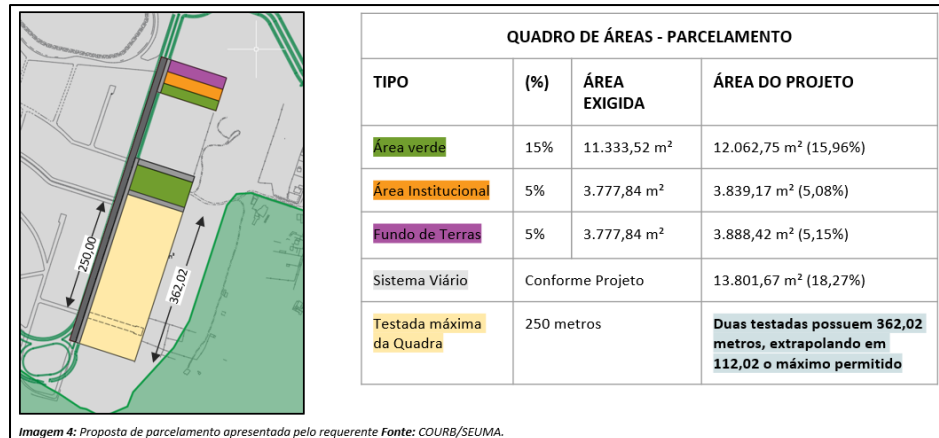 250,00
362,02
QUADRO DE ÁREAS - PARCELAMENTO
TIPO (%) ÁREA EXIGIDA ÁREA DO PROJETO
Área verde 15% 11.333,52 m² 12.062,75 m² (15,96%)
Área Institucional 5% 3.777,84 m² 3.839,17 m² (5,08%)
Fundo de Terras 5% 3.777,84 m² 3.888,42 m² (5,15%)
Sistema Viário Conforme Projeto 13.801,67 m² (18,27%)
Testada máxima da Quadra 250 metros Duas testadas possuem 362,02 metros, extrapolando em 112,02 o máximo permitido
Imagem 4: Proposta de parcelamento apresentada pelo requerente Fonte: COURB/SEUMA.